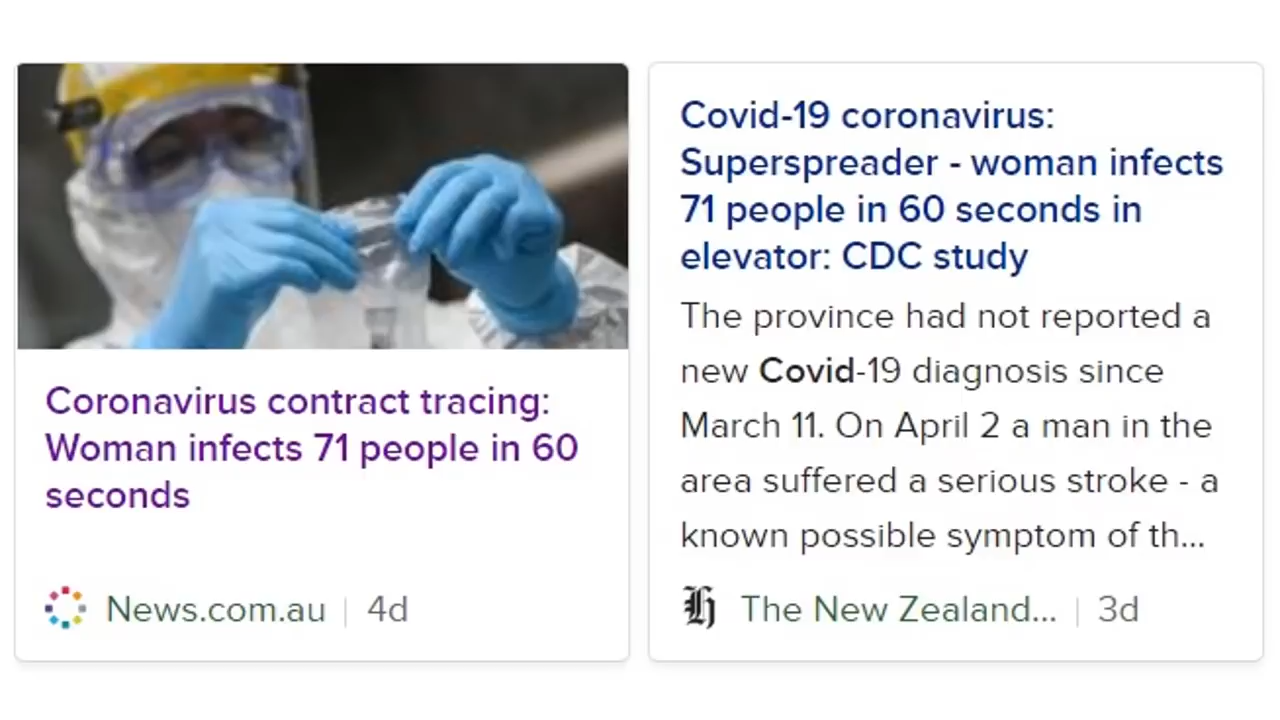 Coronavirus contract tracing:
Woman infects 71 people in 60
seconds
News.com.au | 4d
Covid-19 coronavirus:
Superspreader - woman infects
71 people in 60 seconds in
elevator: CDC study
The province had not reported a
new Covid-19 diagnosis since
March 11. On April 2 a man in the
area suffered a serious stroke - a
known possible symptom of th...
The New Zealand... | 3d